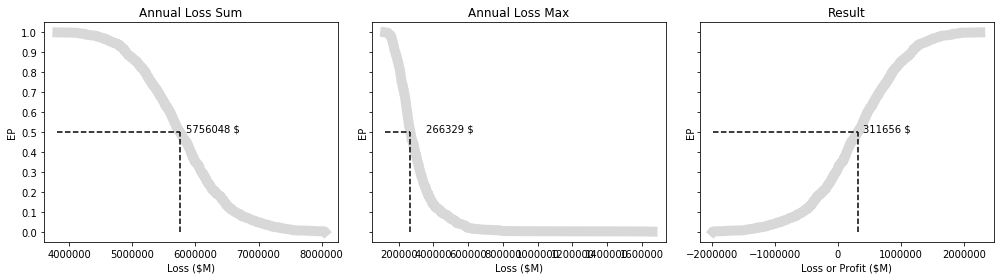 Annual Loss Sum
Annual Loss Max
Result
1.0
0.9
0.8
0.7
0.6
0.5
0.4
0.3
0.2
0.1
0.0
EP
EP
EP
5756048 $
266329 $
311656 $
4000000 5000000 6000000 7000000 8000000
200000 400000 600000 800000 1000000 1200000 1400000 1600000
−2000000 −1000000 0 1000000 2000000
Loss ($M)
Loss ($M)
Loss or Profit ($M)